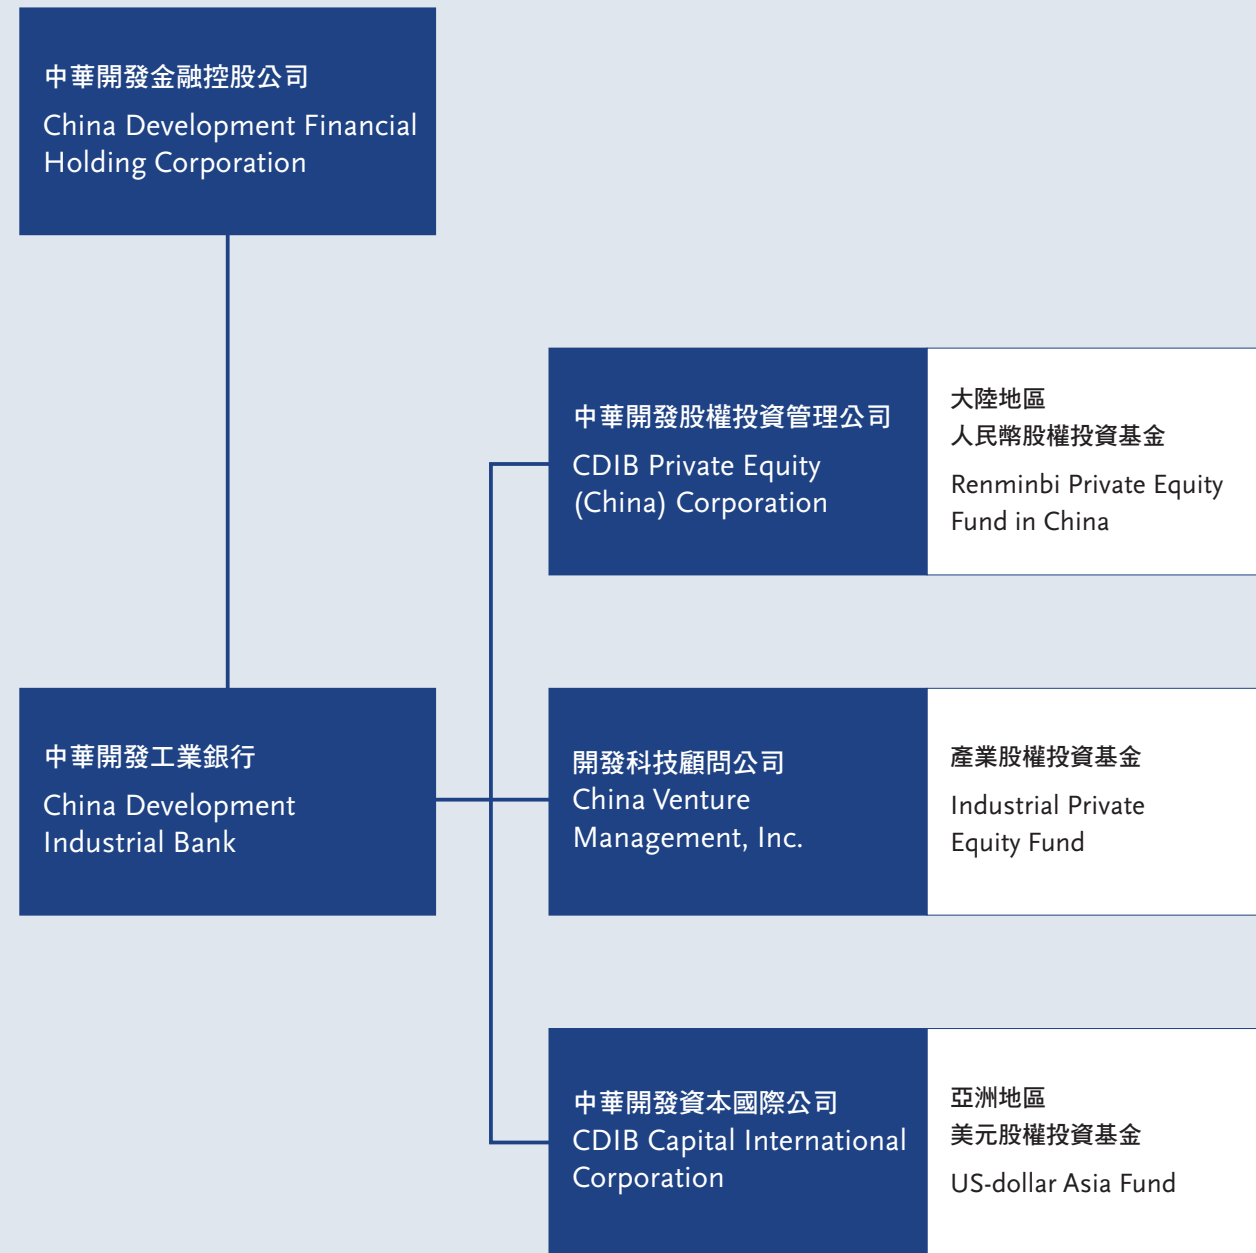 中華開發金融控股公司
China Development Financial
Holding Corporation
中華開發股權投資管理公司
CDIB Private Equity
(China) Corporation
大陸地區
人民幣股權投資基金
Renminbi Private Equity
Fund in China
中華開發工業銀行
China Development
Industrial Bank
開發科技顧問公司
China Venture
Management, Inc.
產業股權投資基金
Industrial Private
Equity Fund
中華開發資本國際公司
CDIB Capital International
Corporation
亞洲地區
美元股權投資基金
US-dollar Asia Fund